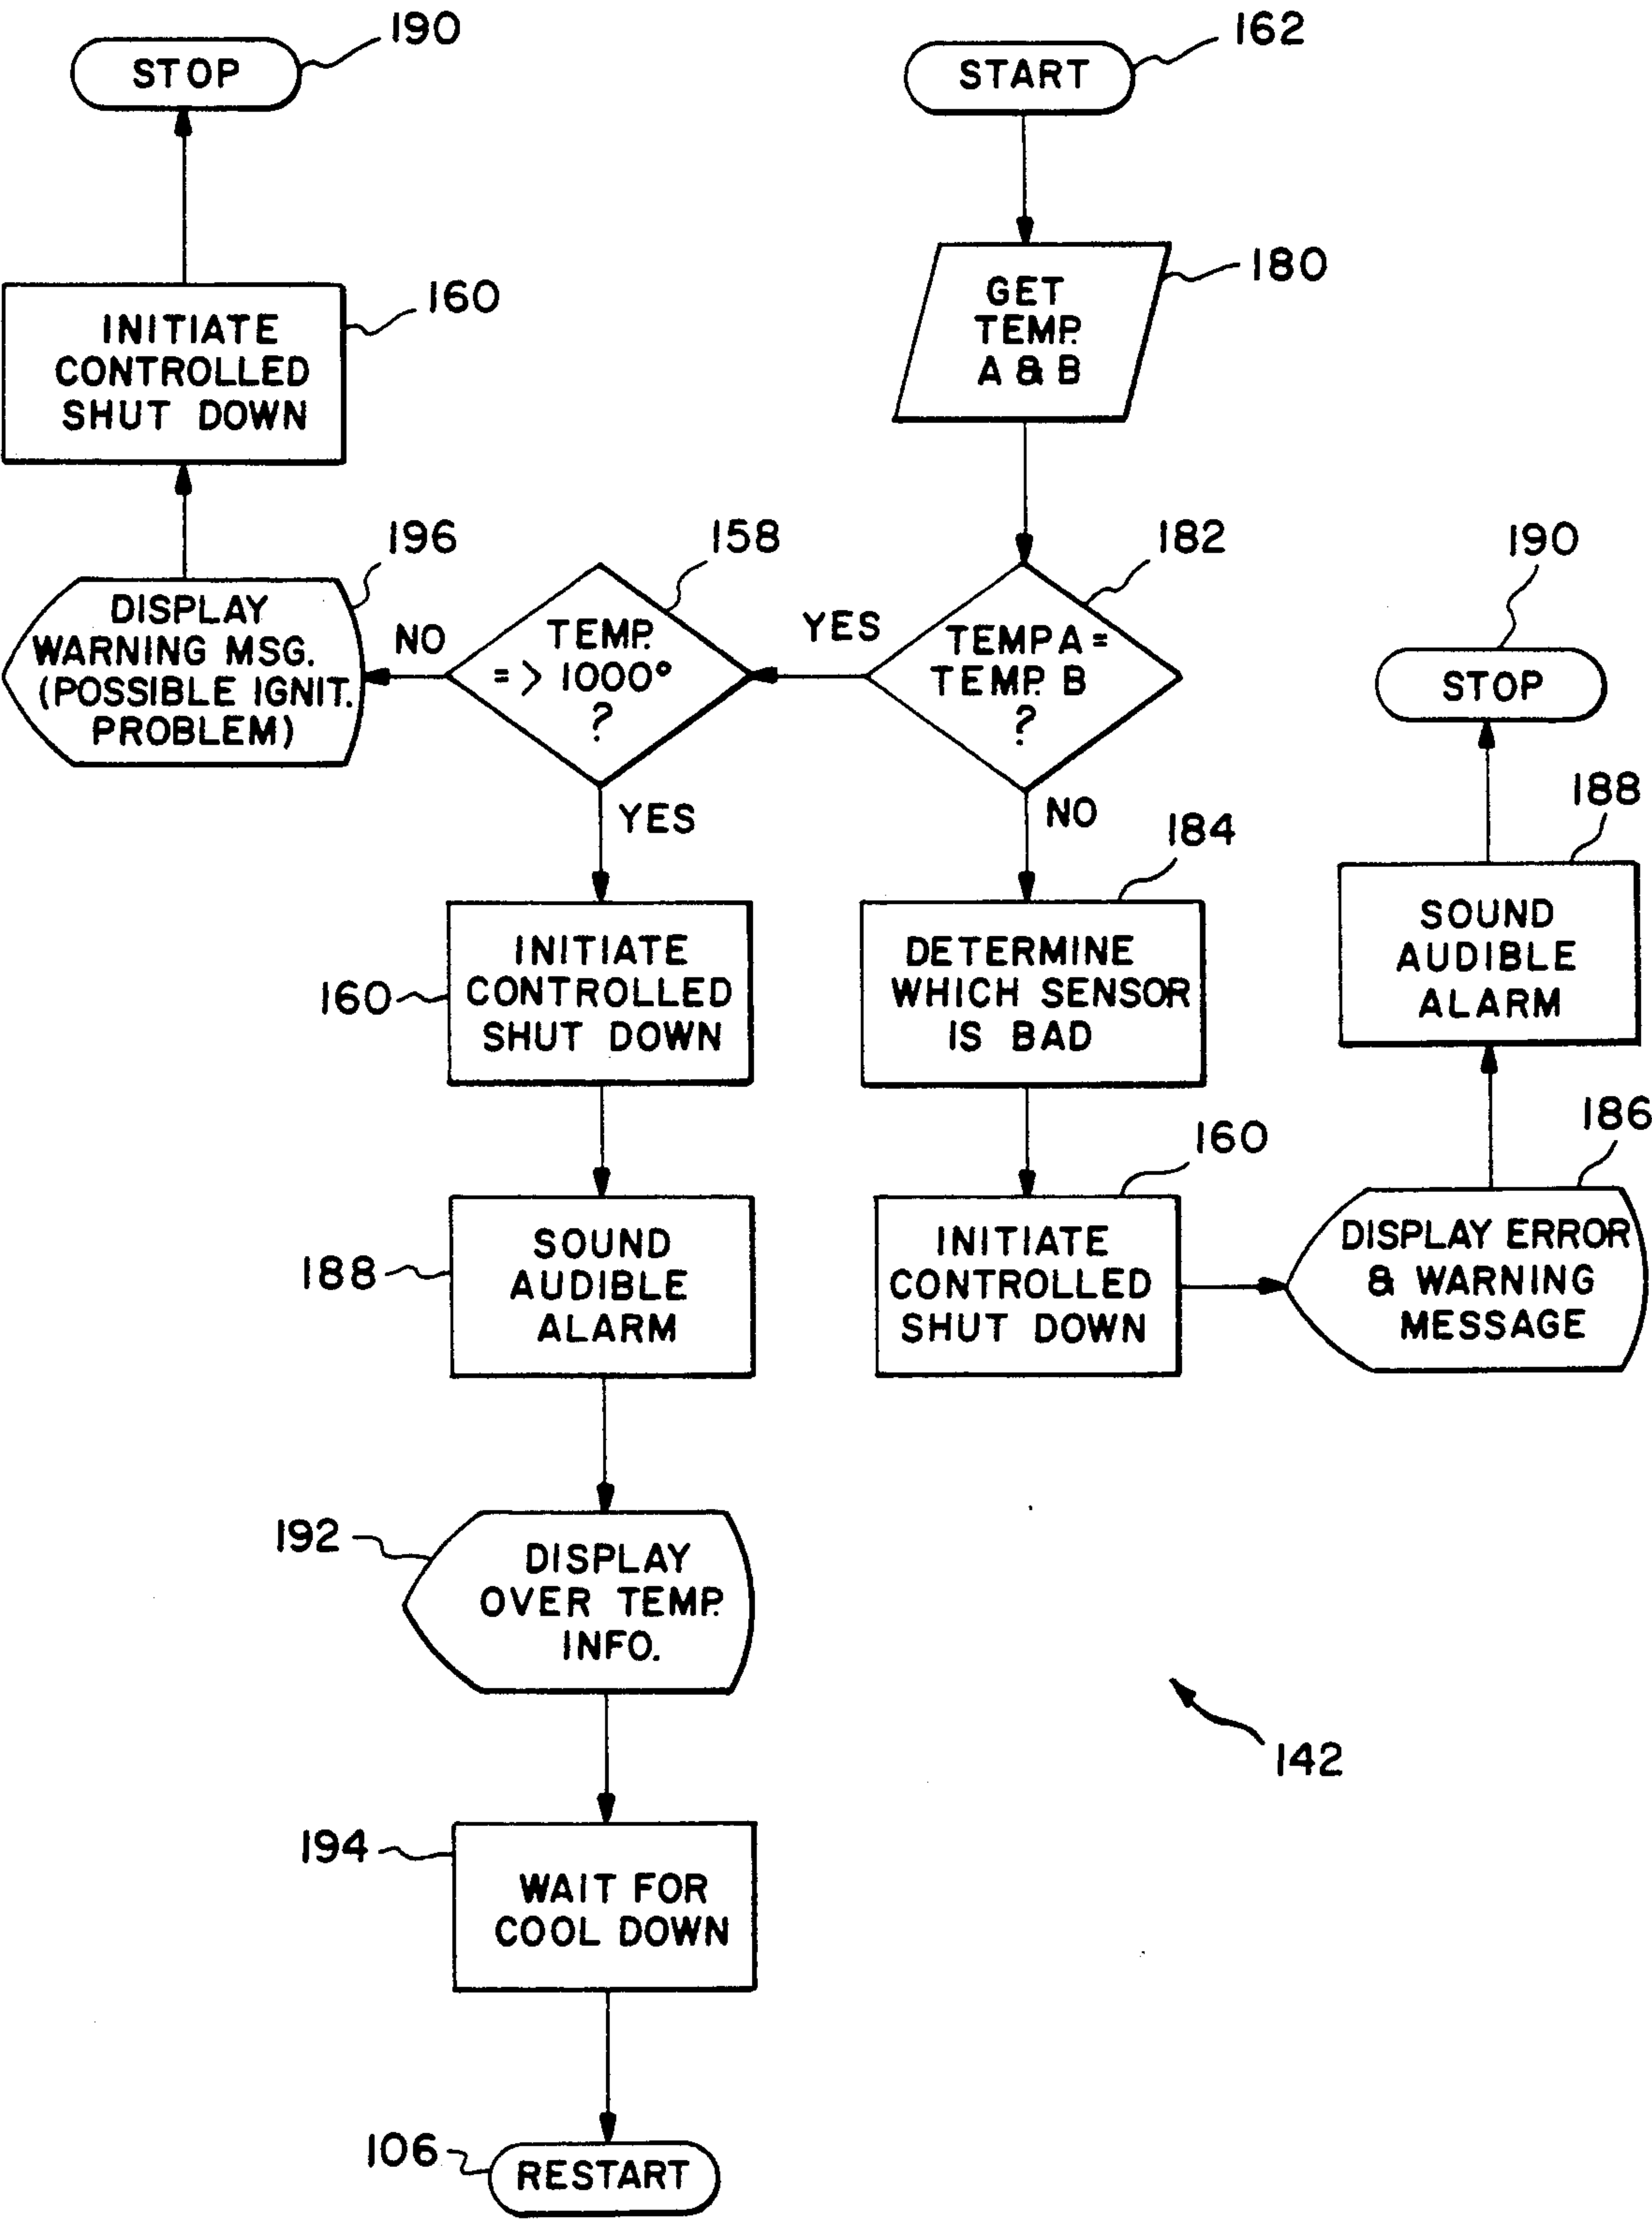 190
STOP
162
START
180
GET
TEMP.
A & B
160
INITIATE
CONTROLLED
SHUT DOWN
196
DISPLAY
WARNING MSG.
(POSSIBLE IGNIT.
PROBLEM)
NO
158
TEMP.
=> 1000°
?
YES
182
TEMP A =
TEMP. B
?
190
STOP
YES
NO
188
SOUND
AUDIBLE
ALARM
184
DETERMINE
WHICH SENSOR
IS BAD
160
INITIATE
CONTROLLED
SHUT DOWN
160
INITIATE
CONTROLLED
SHUT DOWN
186
DISPLAY ERROR
& WARNING
MESSAGE
188
SOUND
AUDIBLE
ALARM
192
DISPLAY
OVER TEMP.
INFO.
142
194
WAIT FOR
COOL DOWN
106
RESTART